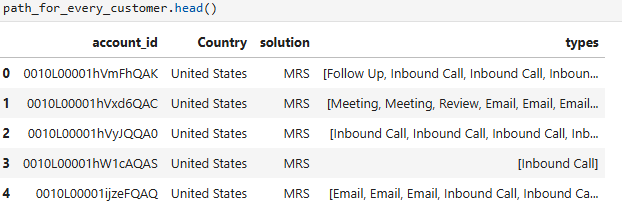 path_for_every_customer.head()
account_id Country solution types
0 0010L00001hVmFhQAK United States MRS [Follow Up, Inbound Call, Inbound Call, Inboun...
1 0010L00001hVxd6QAC United States MRS [Meeting, Meeting, Review, Email, Email, Email...
2 0010L00001hVyJQQA0 United States MRS [Inbound Call, Inbound Call, Inbound Call, Inb...
3 0010L00001hW1cAQAS United States MRS [Inbound Call]
4 0010L00001ijzeFQAQ United States MRS [Email, Email, Email, Inbound Call, Inbound Ca...